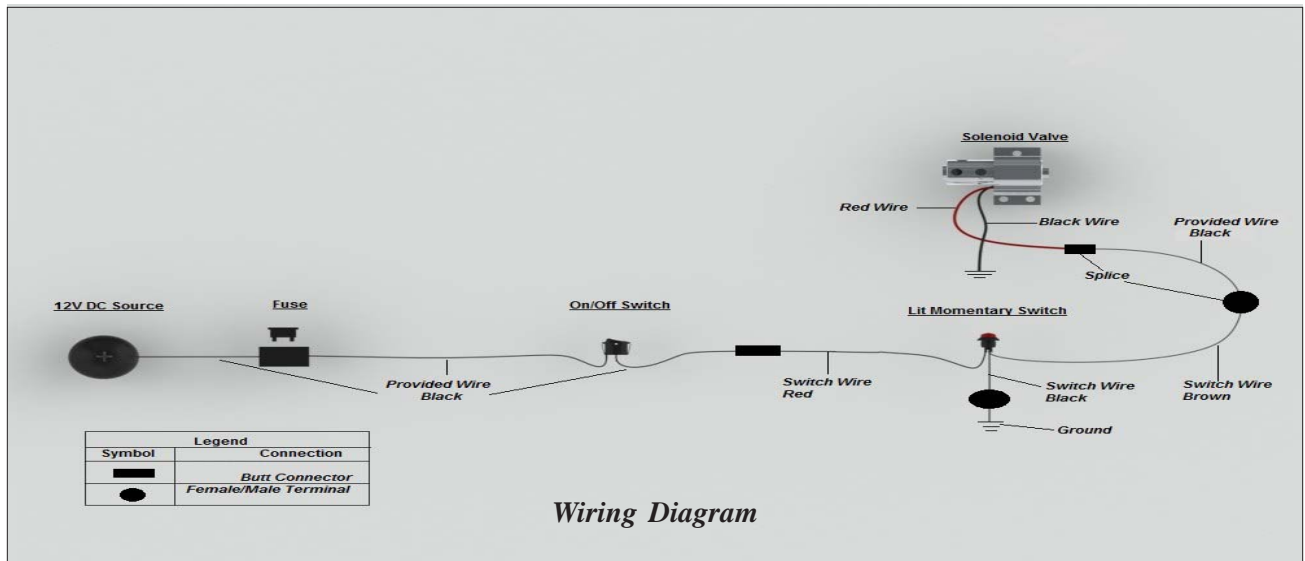 Solenoid Valve
Red Wire
Black Wire
Provided Wire
Black
Splice
12V DC Source
Fuse
On/Off Switch
Lit Momentary Switch
Provided Wire
Black
Switch Wire
Red
Switch Wire
Black
Switch Wire
Brown
Ground
Legend
Symbol Connection
Butt Connector
Female/Male Terminal
Wiring Diagram